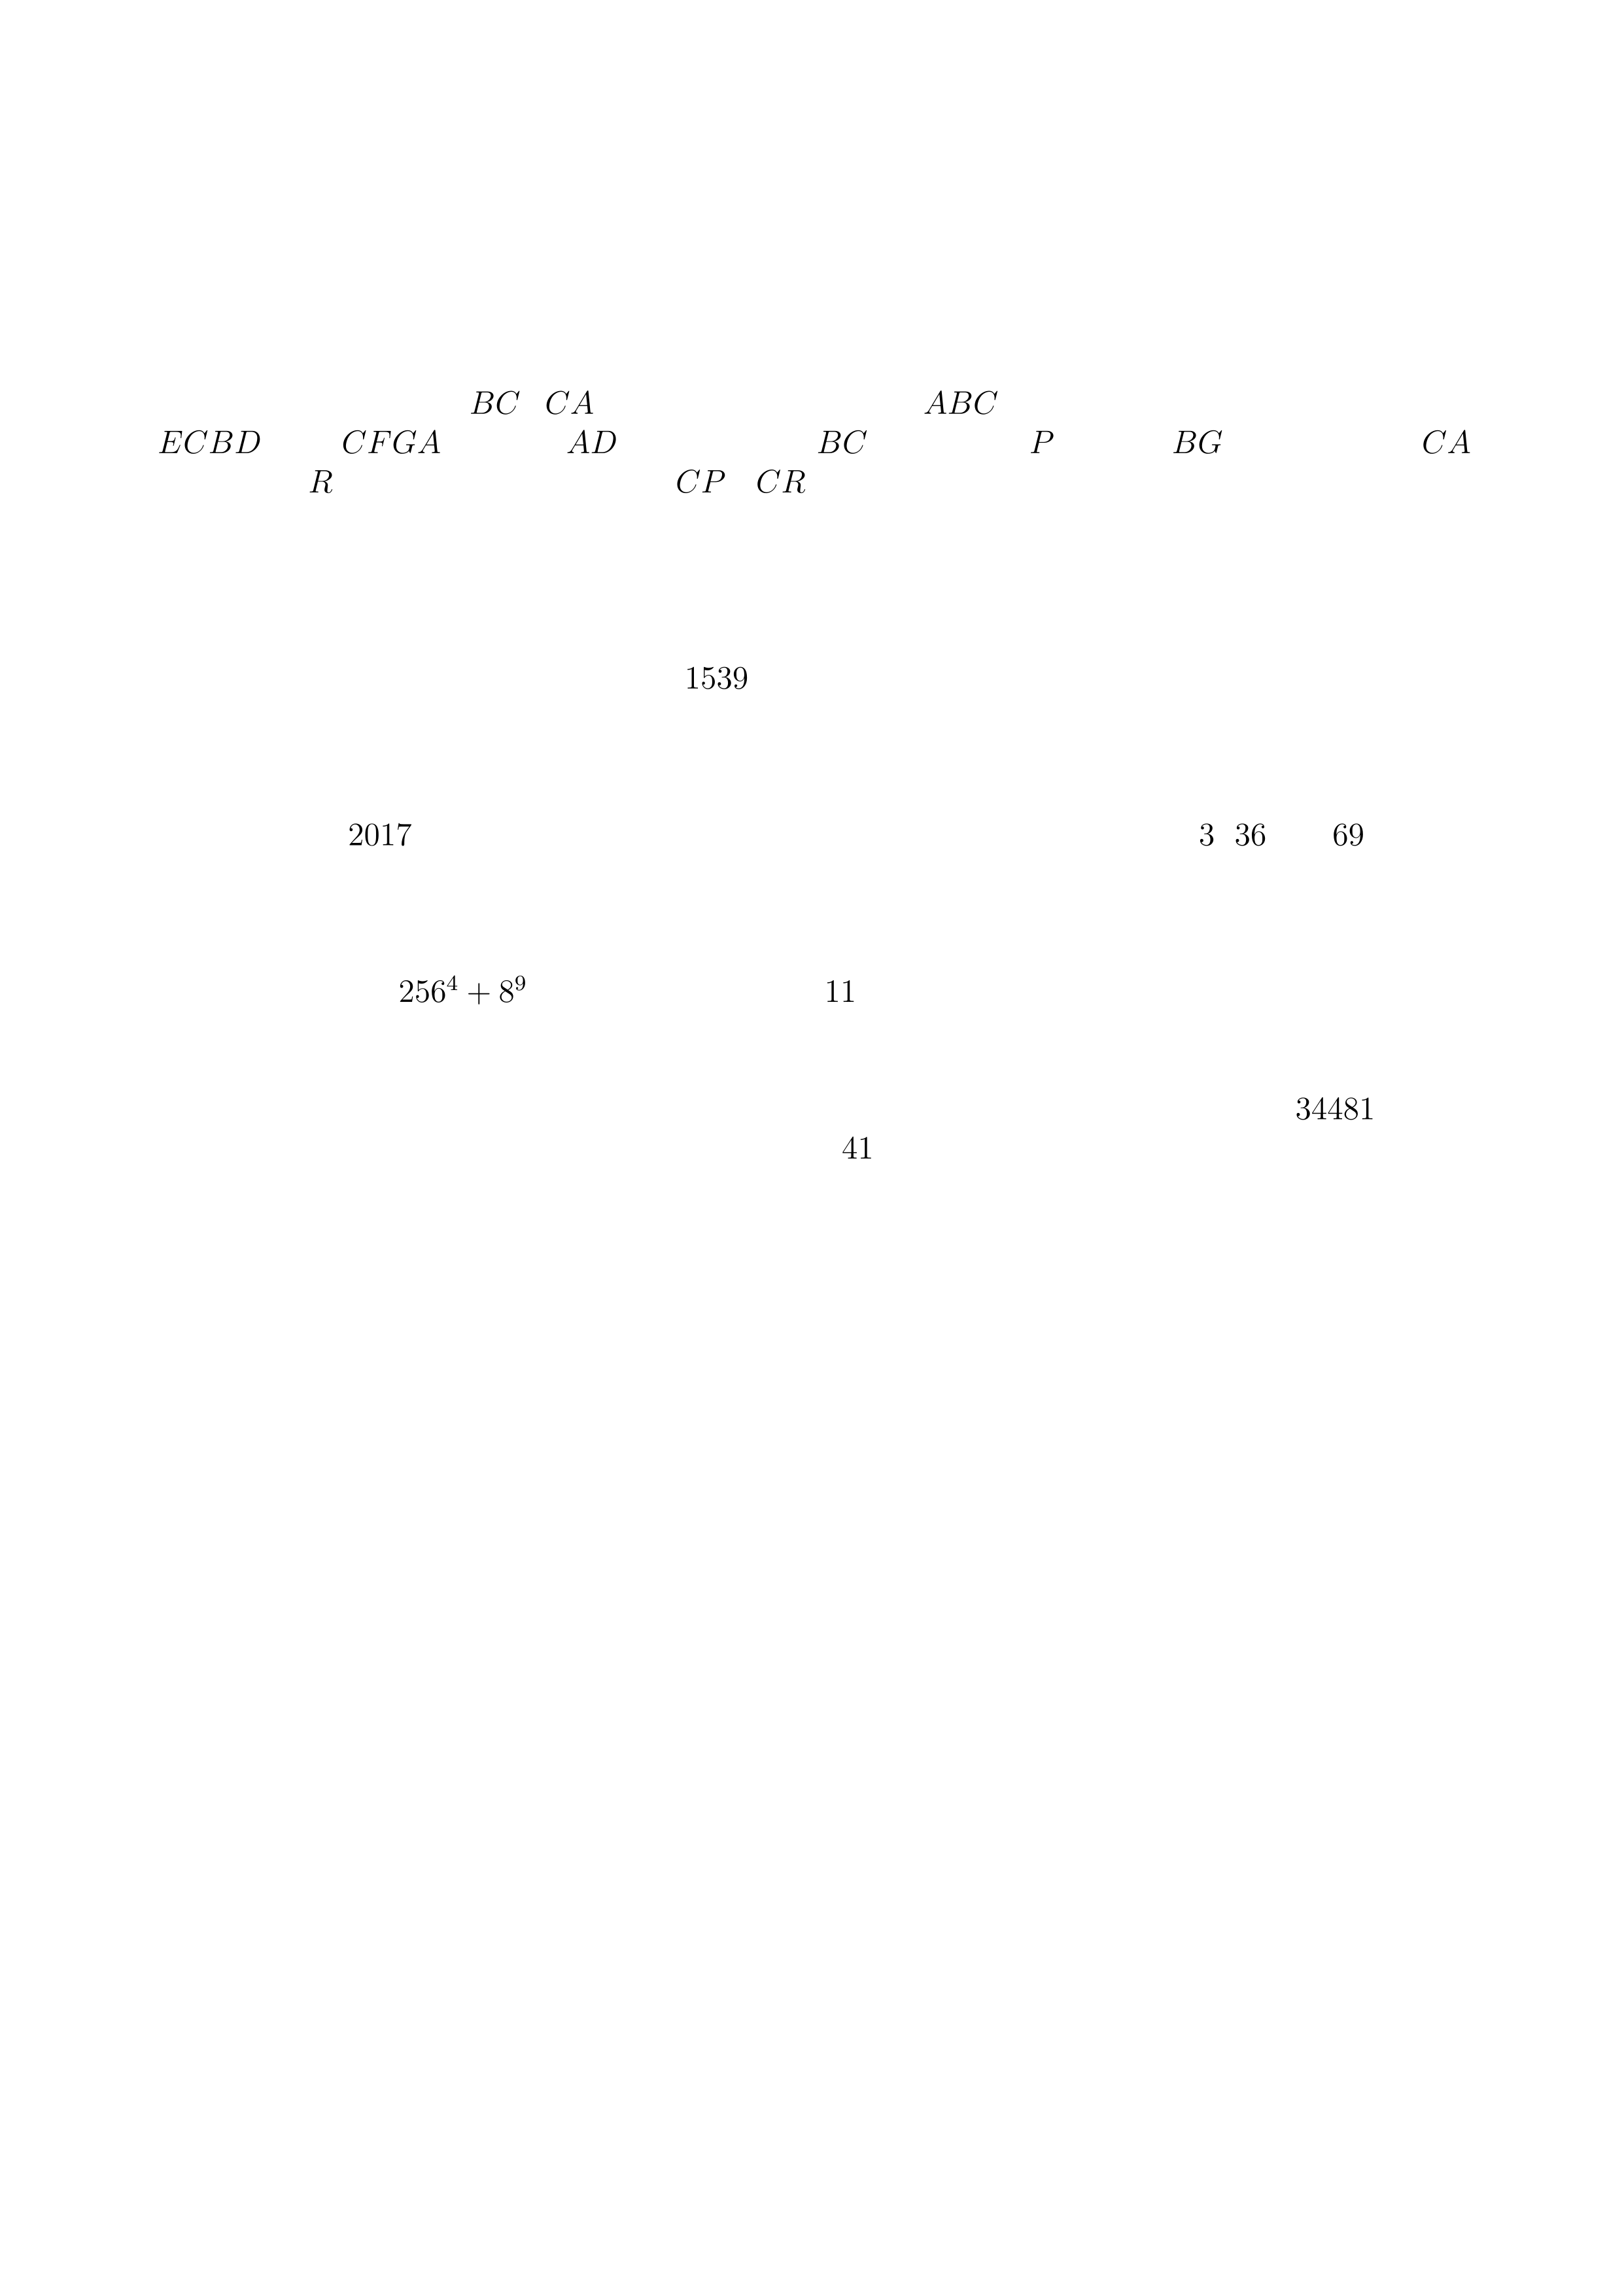 BC CA ABC
ECBD CFGA AD BC P BG CA
R CP CR
1539
2017 3 36 69
256⁴ + 8⁹ 11
34481
41